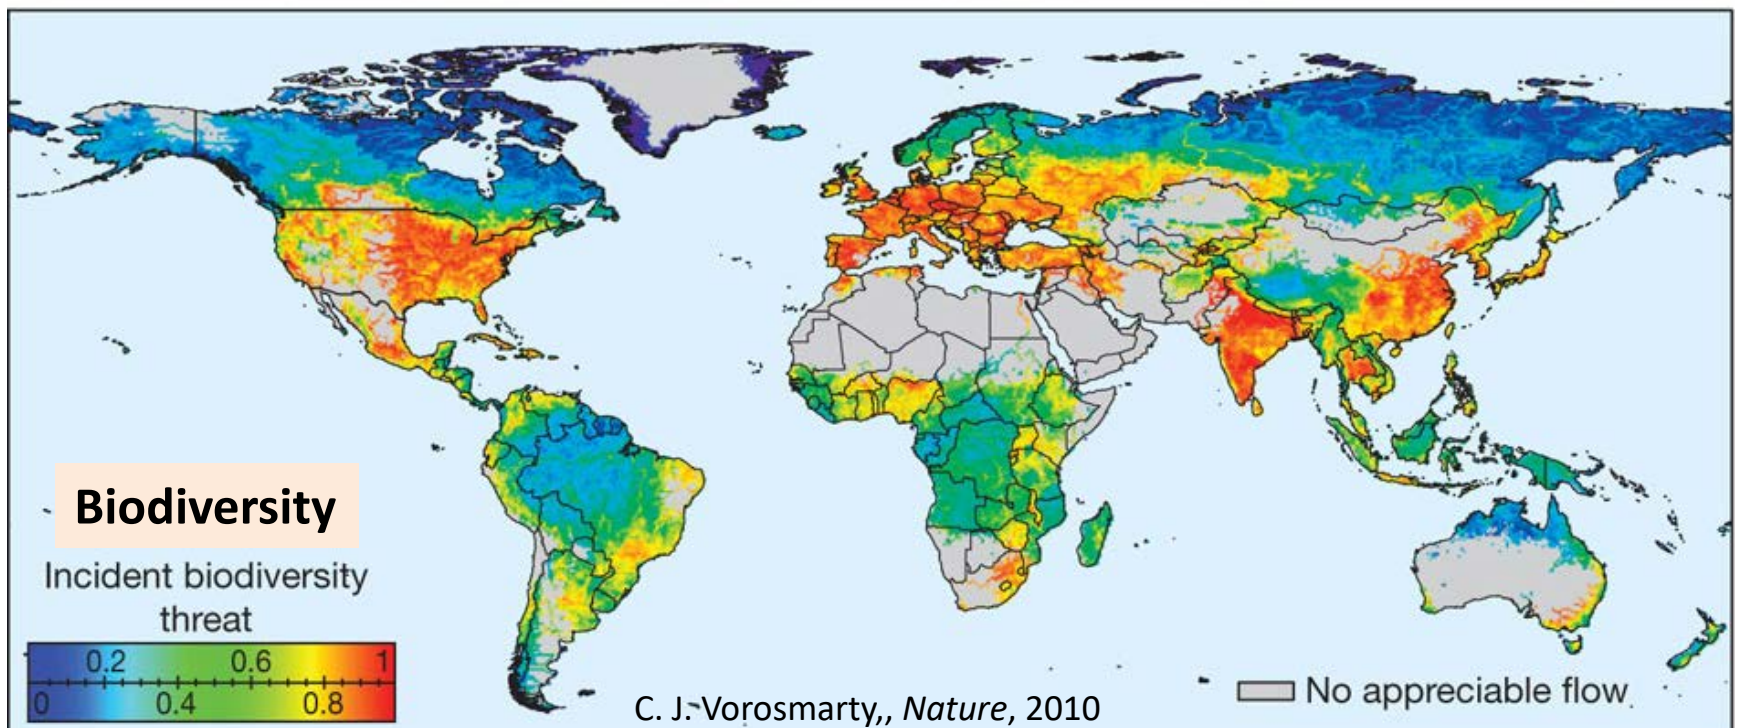 Biodiversity
Incident biodiversity
threat
0.2 0.6 1
0 0.4 0.8
C. J. Vorosmarty,, Nature, 2010
No appreciable flow